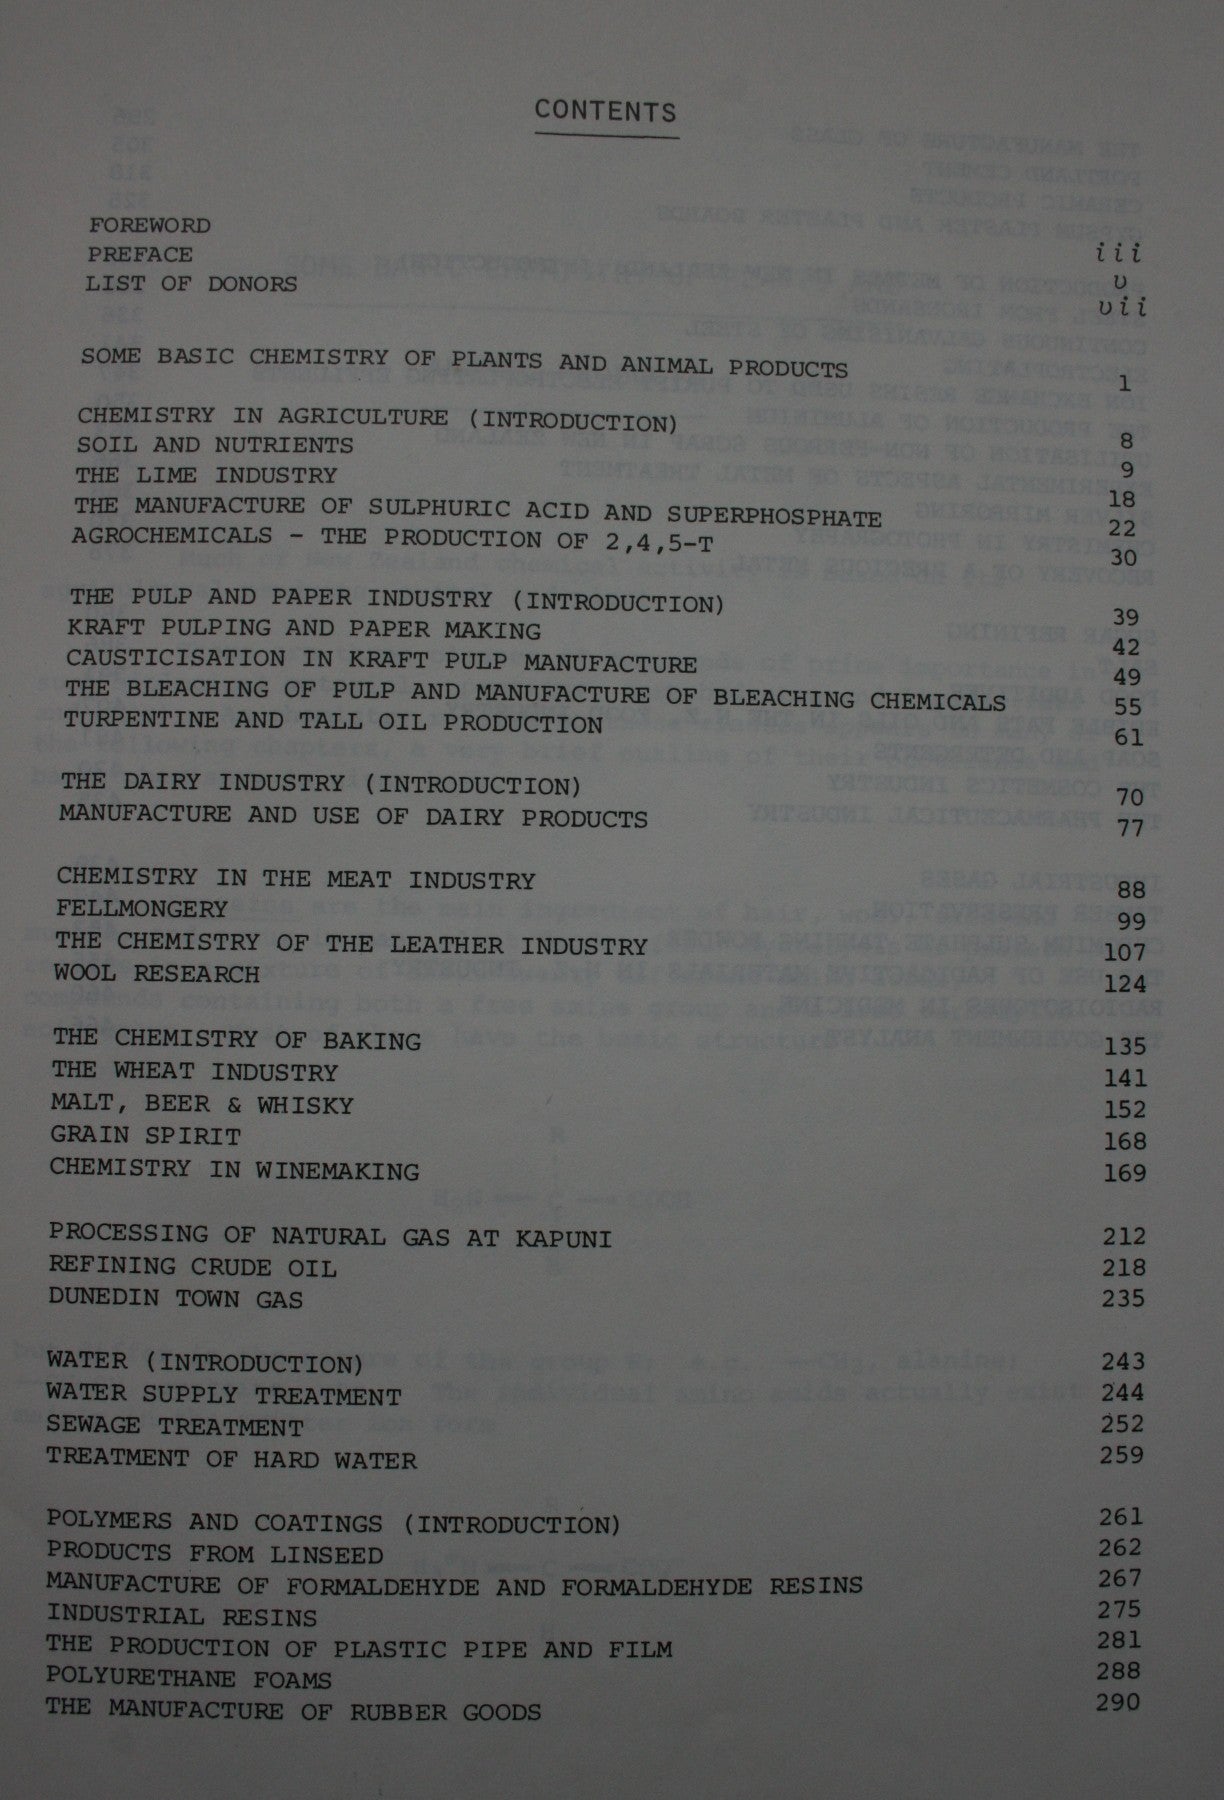 CONTENTS
FOREWORD iii
PREFACE v
LIST OF DONORS vii
SOME BASIC CHEMISTRY OF PLANTS AND ANIMAL PRODUCTS 1
CHEMISTRY IN AGRICULTURE (INTRODUCTION) 8
SOIL AND NUTRIENTS 9
THE LIME INDUSTRY 18
THE MANUFACTURE OF SULPHURIC ACID AND SUPERPHOSPHATE 22
AGROCHEMICALS - THE PRODUCTION OF 2,4,5-T 30
THE PULP AND PAPER INDUSTRY (INTRODUCTION) 39
KRAFT PULPING AND PAPER MAKING 42
CAUSTICISATION IN KRAFT PULP MANUFACTURE 49
THE BLEACHING OF PULP AND MANUFACTURE OF BLEACHING CHEMICALS 55
TURPENTINE AND TALL OIL PRODUCTION 61
THE DAIRY INDUSTRY (INTRODUCTION) 70
MANUFACTURE AND USE OF DAIRY PRODUCTS 77
CHEMISTRY IN THE MEAT INDUSTRY 88
FELLMONGERY 99
THE CHEMISTRY OF THE LEATHER INDUSTRY 107
WOOL RESEARCH 124
THE CHEMISTRY OF BAKING 135
THE WHEAT INDUSTRY 141
MALT, BEER & WHISKY 152
GRAIN SPIRIT 168
CHEMISTRY IN WINEMAKING 169
PROCESSING OF NATURAL GAS AT KAPUNI 212
REFINING CRUDE OIL 218
DUNEDIN TOWN GAS 235
WATER (INTRODUCTION) 243
WATER SUPPLY TREATMENT 244
SEWAGE TREATMENT 252
TREATMENT OF HARD WATER 259
POLYMERS AND COATINGS (INTRODUCTION) 261
PRODUCTS FROM LINSEED 262
MANUFACTURE OF FORMALDEHYDE AND FORMALDEHYDE RESINS 267
INDUSTRIAL RESINS 275
THE PRODUCTION OF PLASTIC PIPE AND FILM 281
POLYURETHANE FOAMS 288
THE MANUFACTURE OF RUBBER GOODS 290